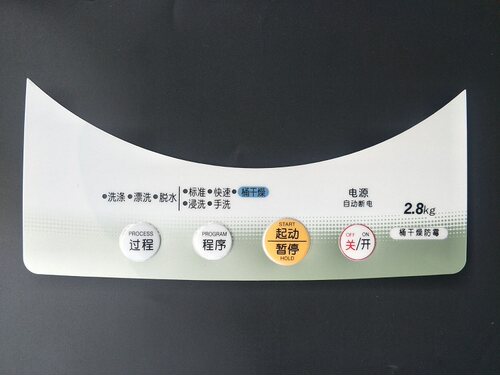 洗涤 漂洗 脱水
标准 快速 桶干燥
浸洗 手洗
电源
自动断电
2.8kg
PROCESS
过程
PROGRAM
程序
START
起动
暂停
HOLD
OFF ON
关/开
桶干燥防霉